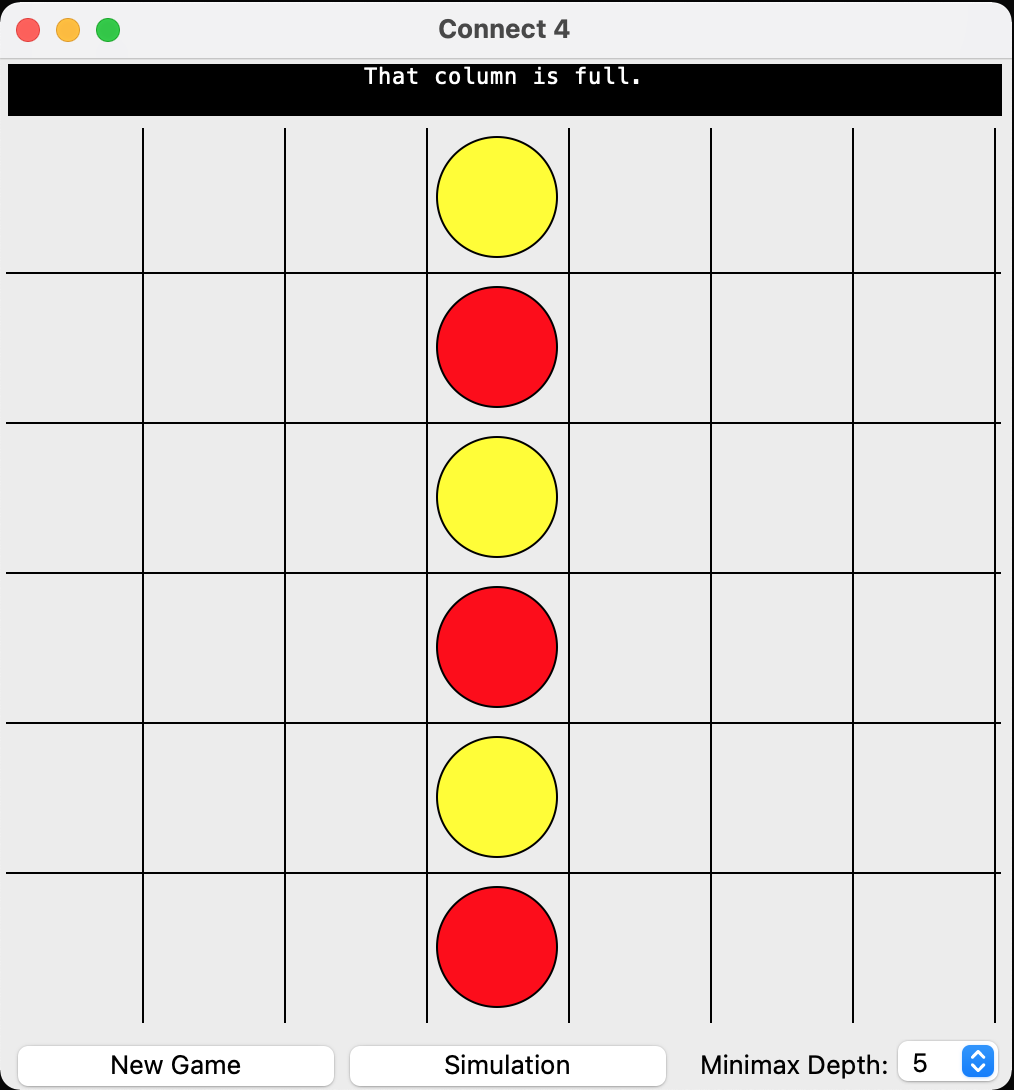 Connect 4
That column is full.
New Game
Simulation
Minimax Depth: 5